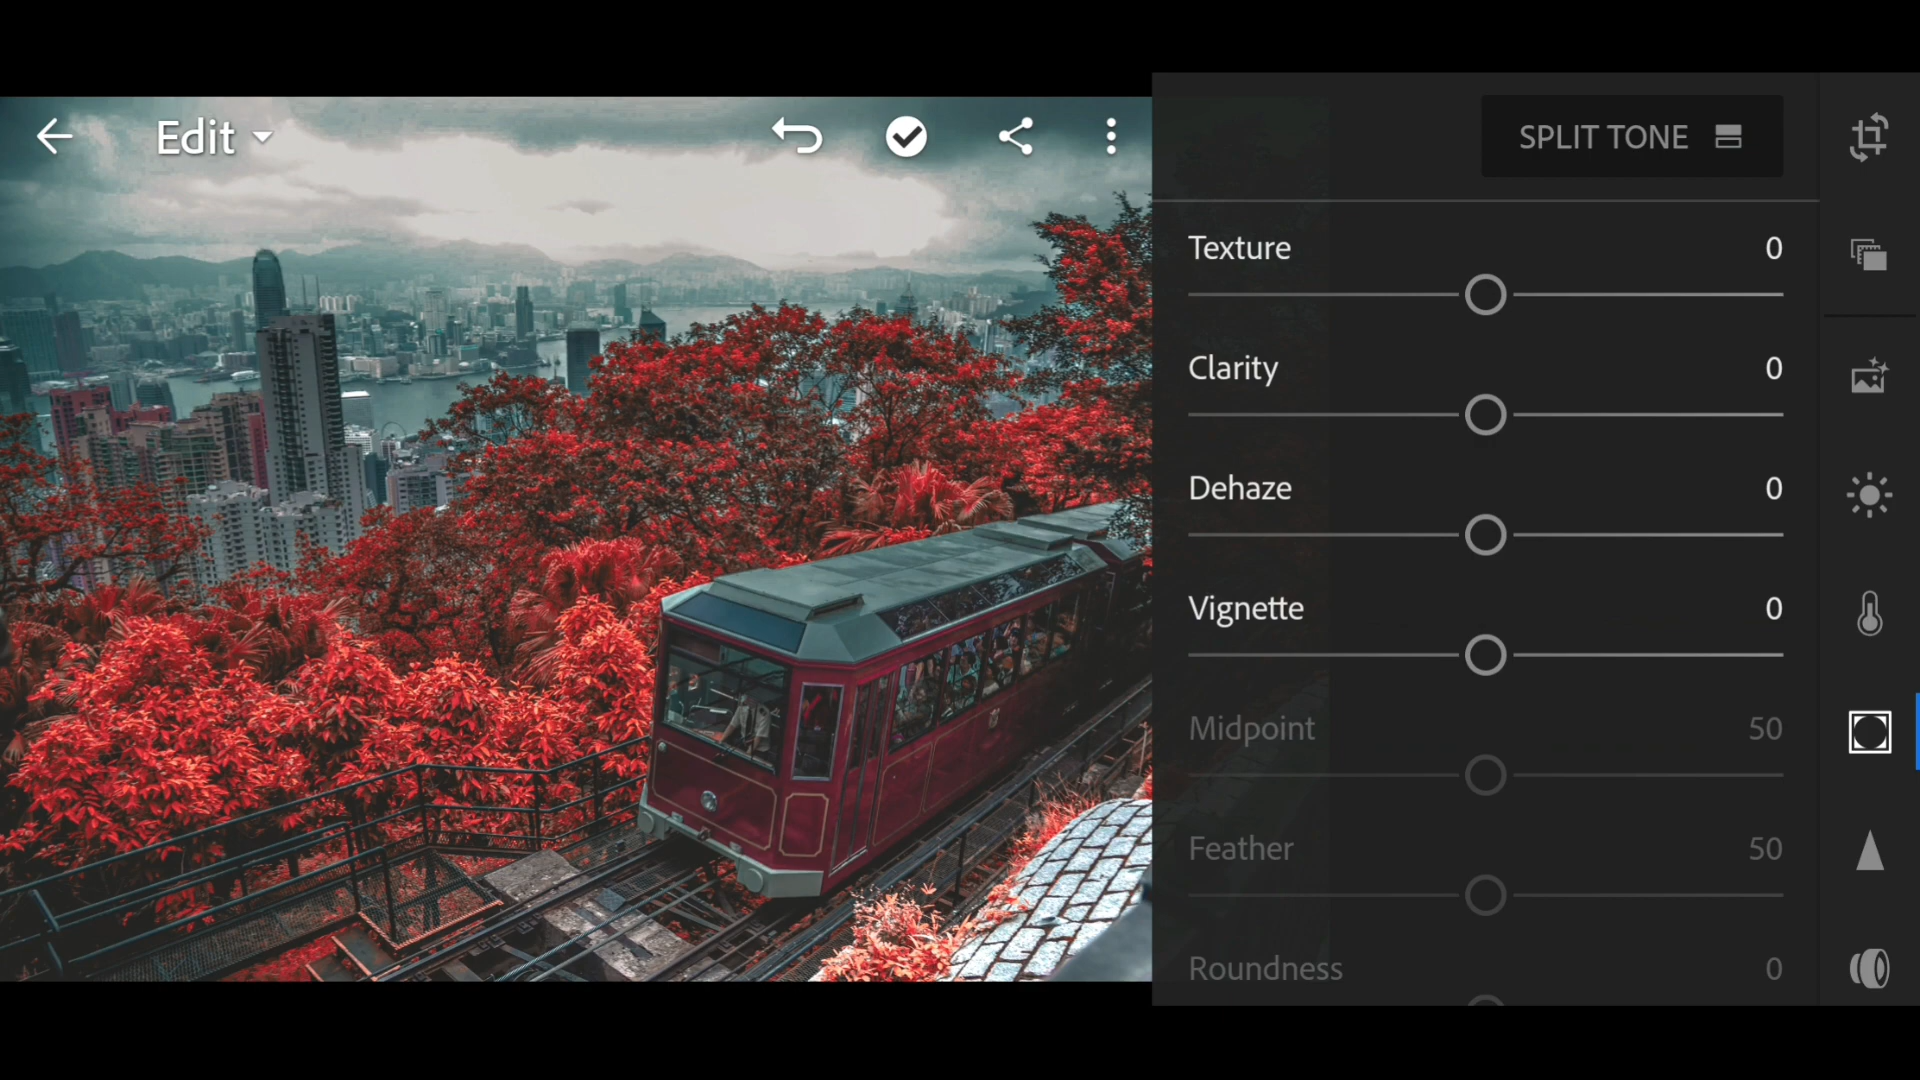 Edit
SPLIT TONE
Texture 0
Clarity 0
Dehaze 0
Vignette 0
Midpoint 50
Feather 50
Roundness 0